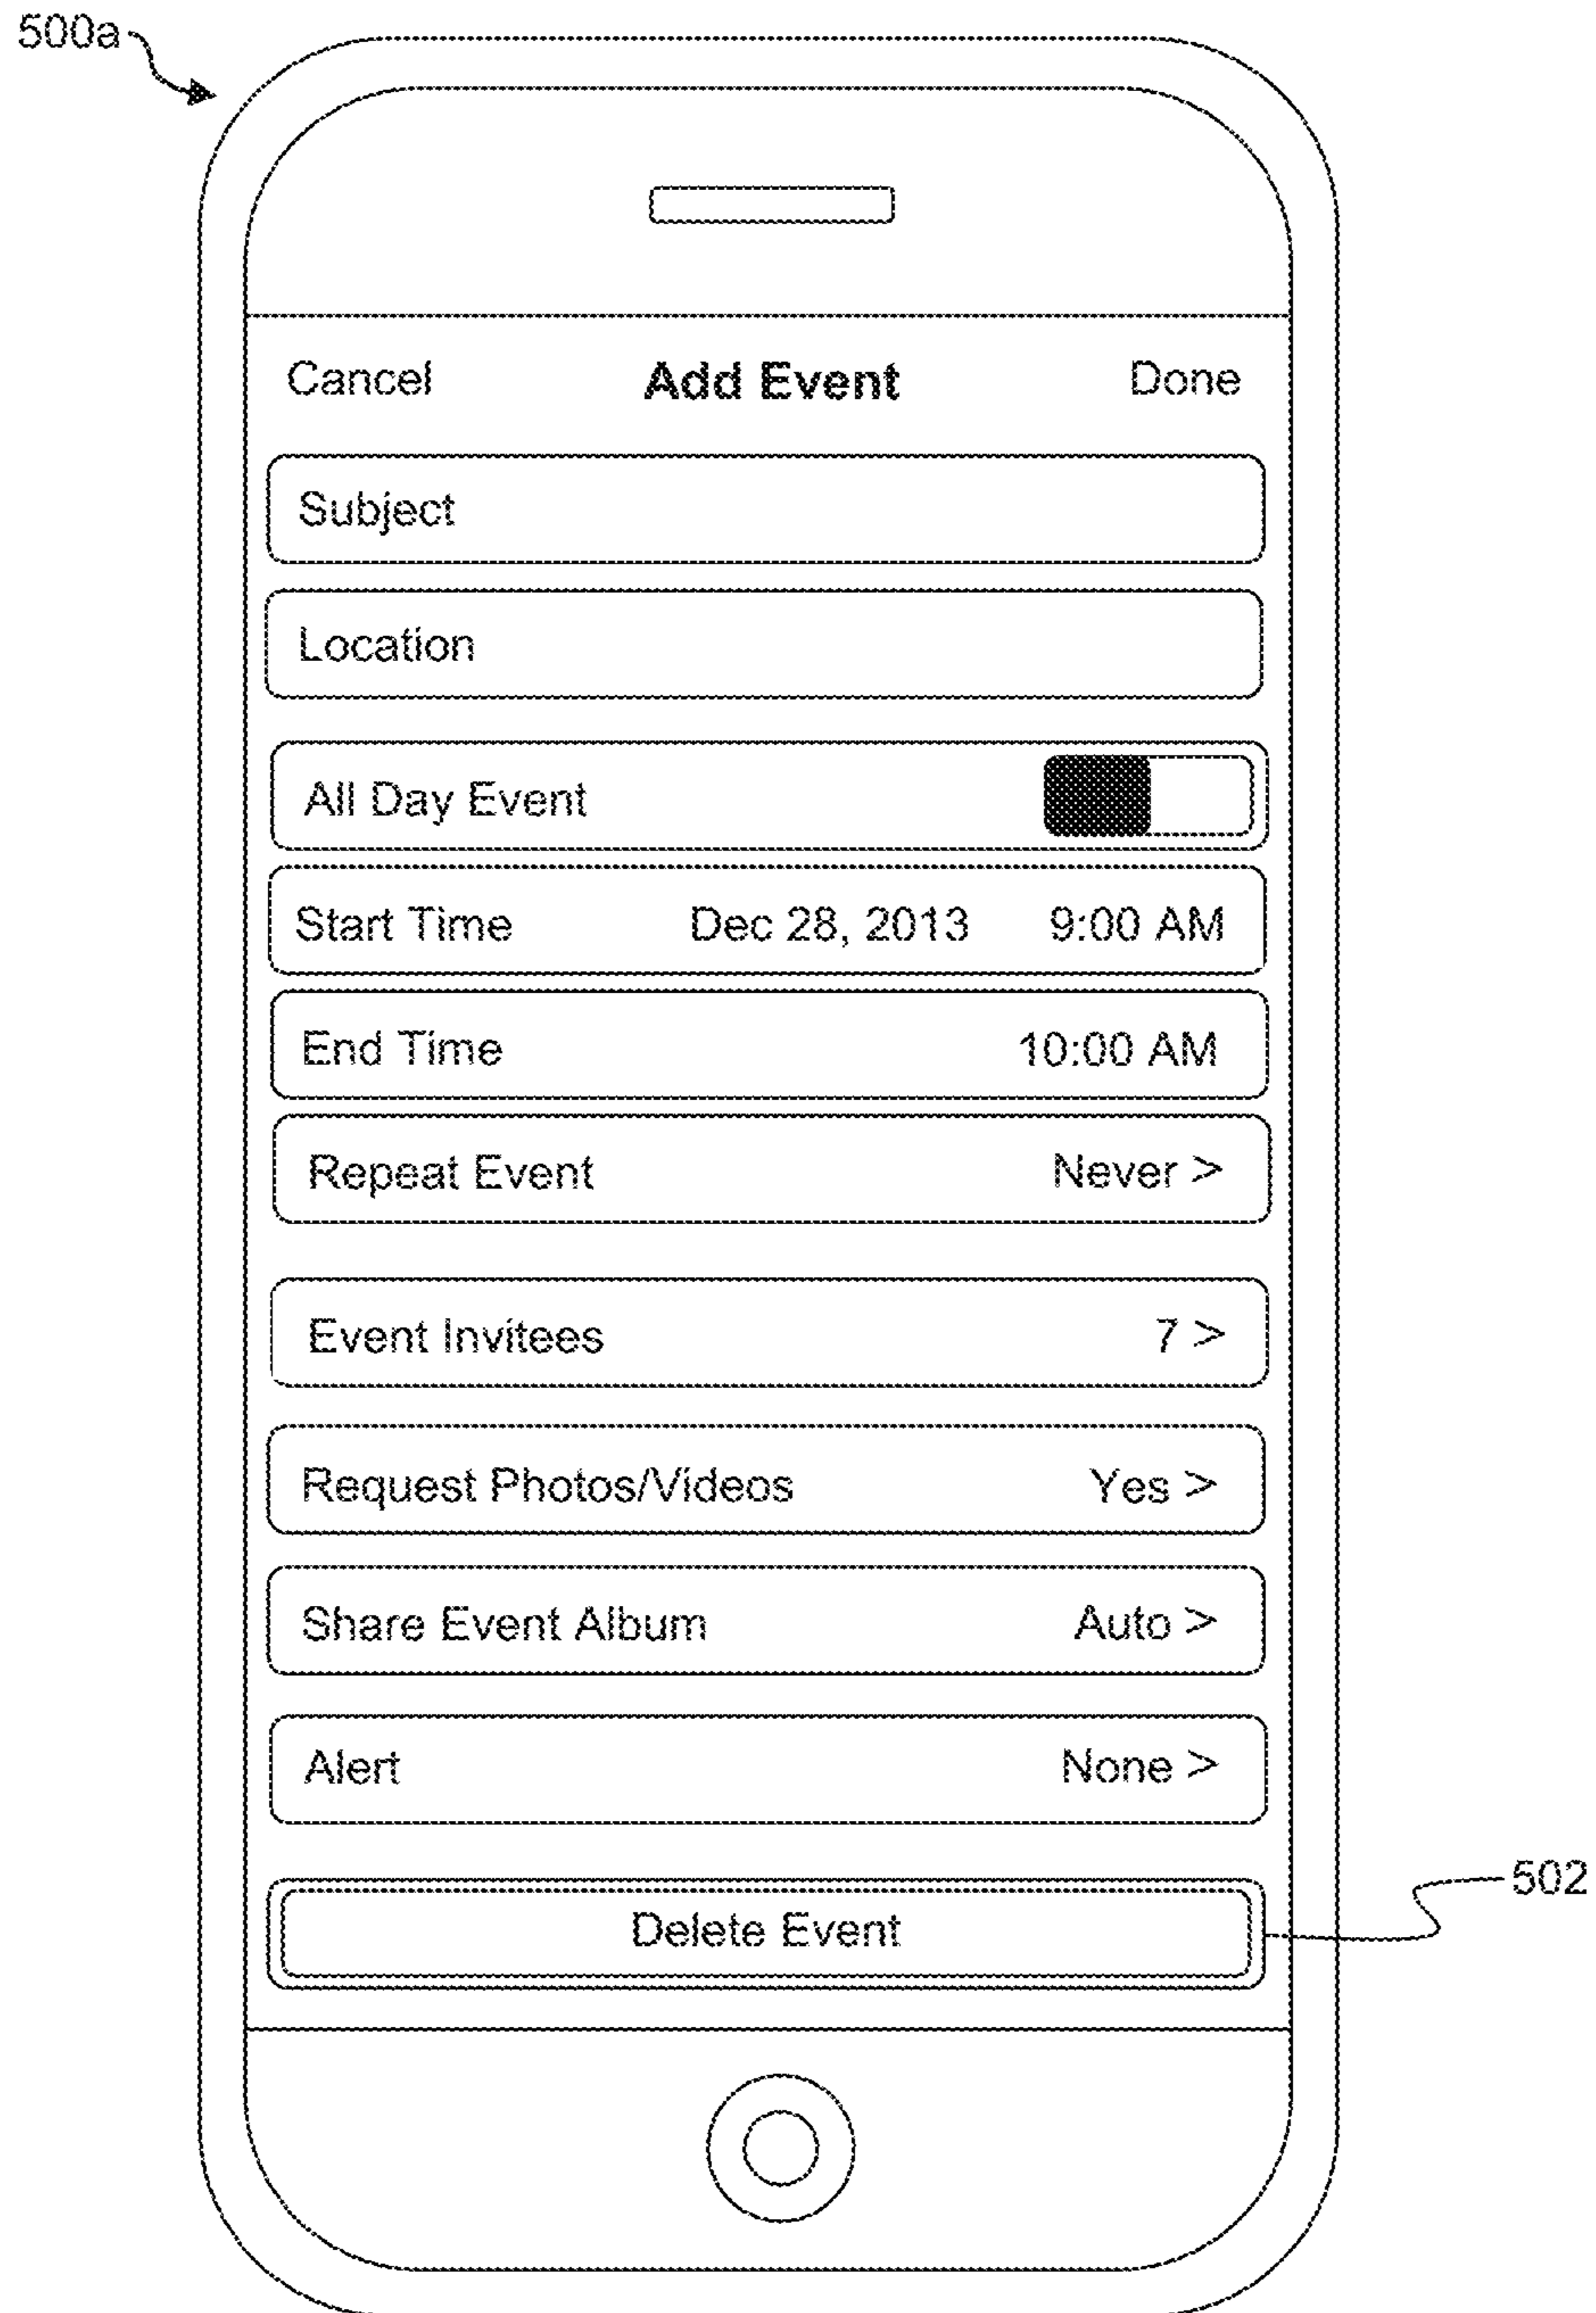 500a
Cancel Add Event Done
Subject
Location
All Day Event
Start Time Dec 28, 2013 9:00 AM
End Time 10:00 AM
Repeat Event Never >
Event Invitees 7 >
Request Photos/Videos Yes >
Share Event Album Auto >
Alert None >
502
Delete Event